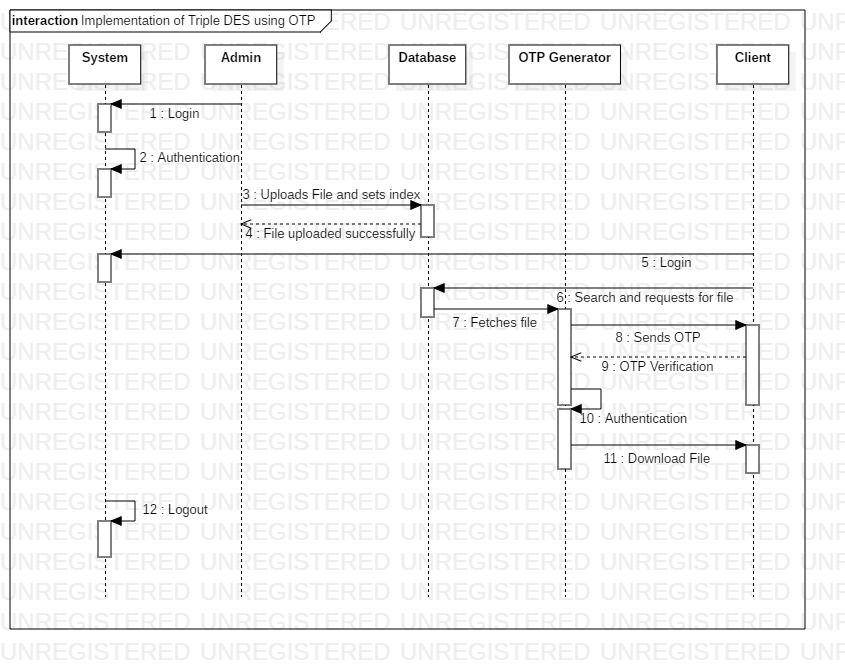 interaction Implementation of Triple DES using OTP
System
Admin
Database
OTP Generator
Client
1 : Login
2 : Authentication
3 : Uploads File and sets index
4 : File uploaded successfully
5 : Login
6 : Search and requests for file
7 : Fetches file
8 : Sends OTP
9 : OTP Verification
10 : Authentication
11 : Download File
12 : Logout
UNREGISTERED UNREGISTERED UNREGISTERED UNREGISTERED